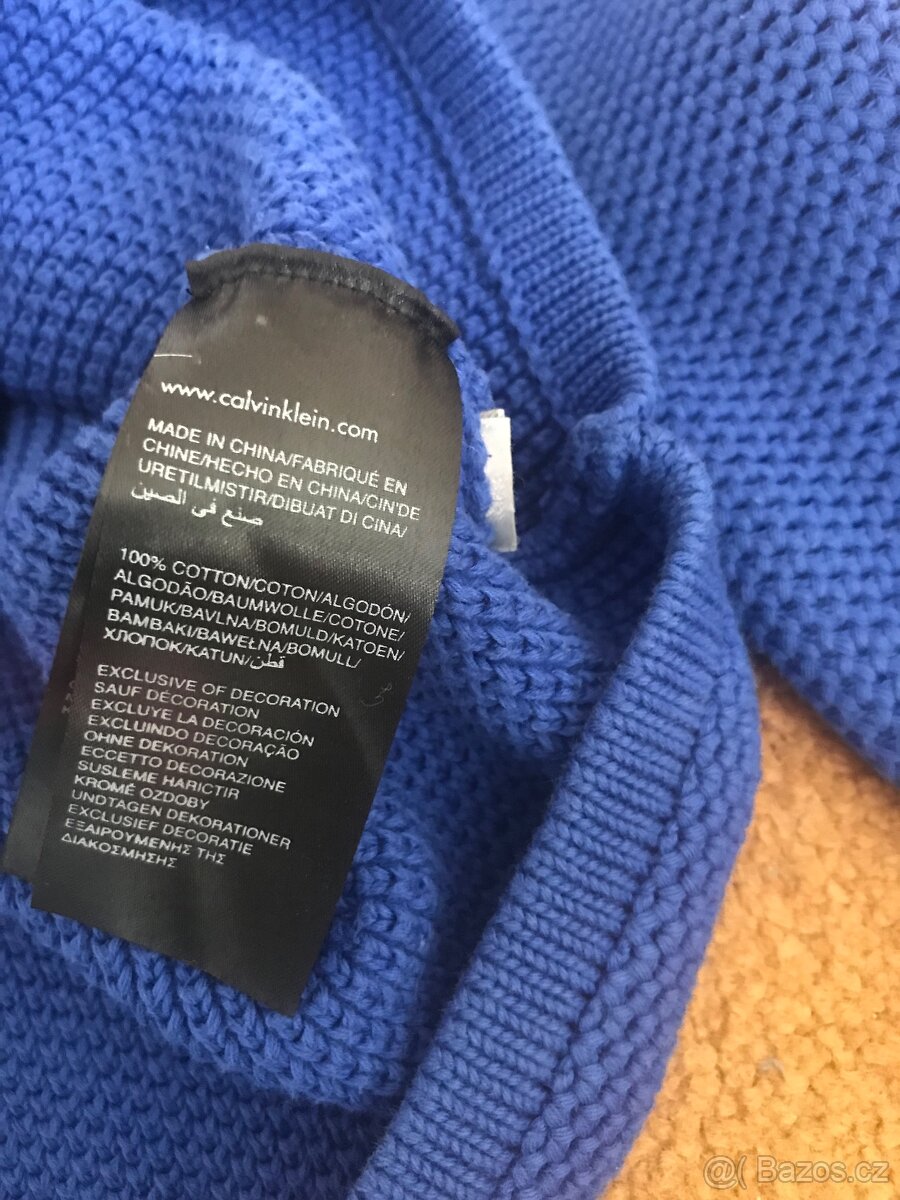 www.calvinklein.com
MADE IN CHINA/FABRIQUÉ EN
CHINE/HECHO EN CHINA/CIN'DE
URETILMISTIR/DIBUAT DI CINA/
صنع في الصين
100% COTTON/COTON/ALGODÓN/
ALGODÃO/BAUMWOLLE/COTONE/
PAMUK/BAVLNA/BOMULD/KATOEN/
BAMBAKI/BAWEŁNA/BOMULL/
ХЛОПОК/KATUN/قطن
EXCLUSIVE OF DECORATION
SAUF DÉCORATION
EXCLUYE LA DECORACIÓN
EXCLUINDO DECORAÇÃO
OHNE DEKORATION
ECCETTO DECORAZIONE
SUSLEME HARICTIR
KROMÉ OZDOBY
UNDTAGEN DEKORATIONER
EXCLUSIEF DECORATIE
ΕΞΑΙΡΟΥΜΕΝΗΣ ΤΗΣ
ΔΙΑΚΟΣΜΗΣΗΣ
@( Bazos.cz